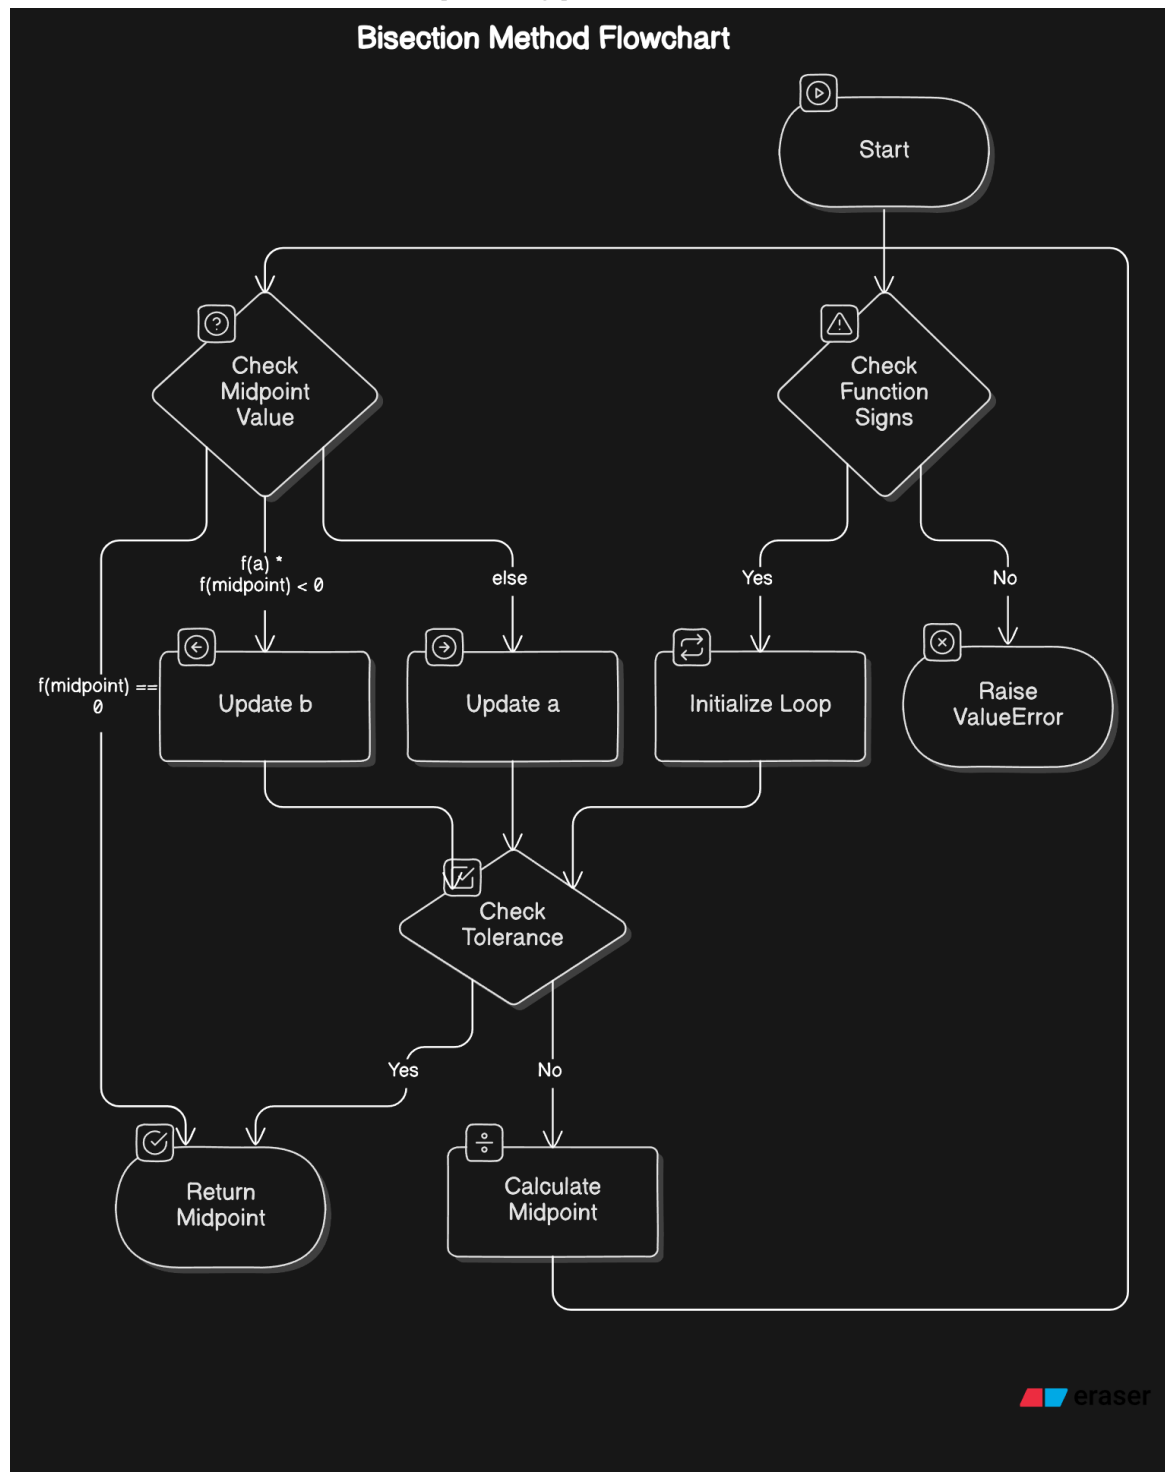 Bisection Method Flowchart
Start
Check
Midpoint
Value
Check
Function
Signs
f(a) *
f(midpoint) < 0
else
Yes
No
f(midpoint) ==
0
Update b
Update a
Initialize Loop
Raise
ValueError
Check
Tolerance
Yes
No
Return
Midpoint
Calculate
Midpoint
eraser